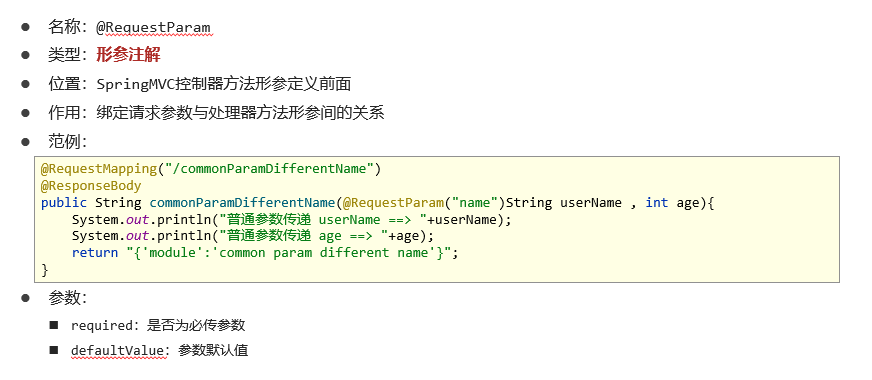 ● 名称：@RequestParam
● 类型：形参注解
● 位置：SpringMVC控制器方法形参定义前面
● 作用：绑定请求参数与处理器方法形参间的关系
● 范例：
@RequestMapping("/commonParamDifferentName")
@ResponseBody
public String commonParamDifferentName(@RequestParam("name")String userName , int age){
    System.out.println("普通参数传递 userName ==> "+userName);
    System.out.println("普通参数传递 age ==> "+age);
    return "{'module':'common param different name'}";
}
● 参数：
■ required：是否为必传参数
■ defaultValue：参数默认值